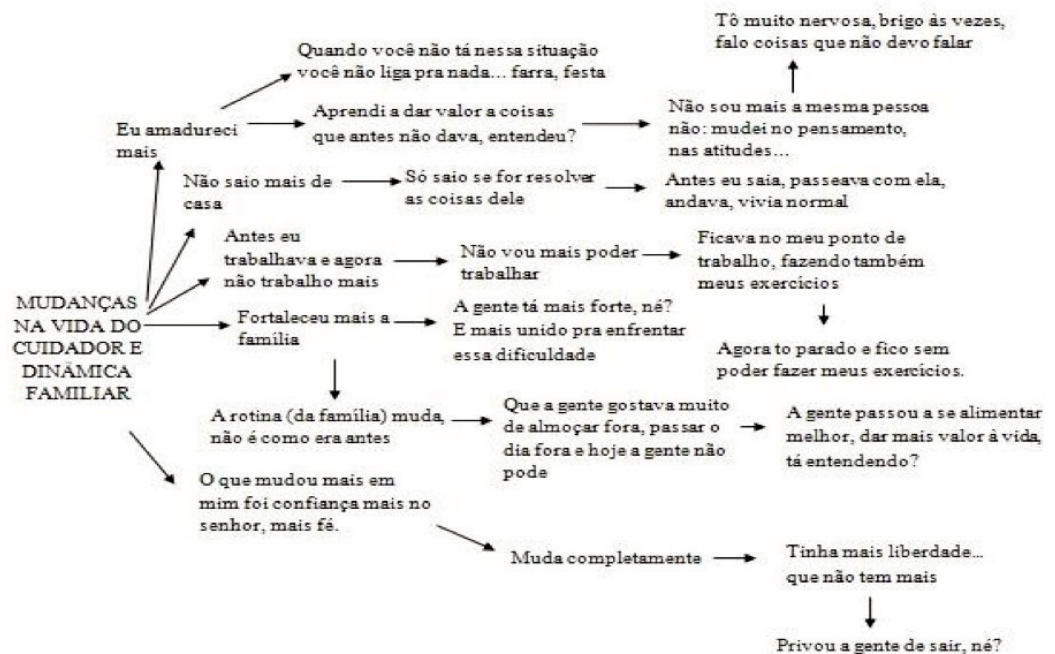 Tô muito nervosa, brigo às vezes,
falo coisas que não devo falar
Quando você não tá nessa situação
você não liga pra nada... farra, festa
Eu amadureci
mais
Aprendi a dar valor a coisas
que antes não dava, entendeu?
Não sou mais a mesma pessoa
não: mudei no pensamento,
nas atitudes...
Não saio mais de
casa
Só saio se for resolver
as coisas dele
Antes eu saia, passeava com ela,
andava, vivia normal
Antes eu
trabalhava e agora
não trabalho mais
Não vou mais poder
trabalhar
Ficava no meu ponto de
trabalho, fazendo também
meus exercícios
Agora to parado e fico sem
poder fazer meus exercícios.
MUDANÇAS
NA VIDA DO
CUIDADOR E
DINÂMICA
FAMILIAR
Fortaleceu mais a
família
A gente tá mais forte, né?
E mais unido pra enfrentar
essa dificuldade
A rotina (da família) muda,
não é como era antes
Que a gente gostava muito
de almoçar fora, passar o
dia fora e hoje a gente não
pode
A gente passou a se alimentar
melhor, dar mais valor à vida,
tá entendendo?
O que mudou mais em
mim foi confiança mais no
senhor, mais fé.
Muda completamente
Tinha mais liberdade...
que não tem mais
Privou a gente de sair, né?